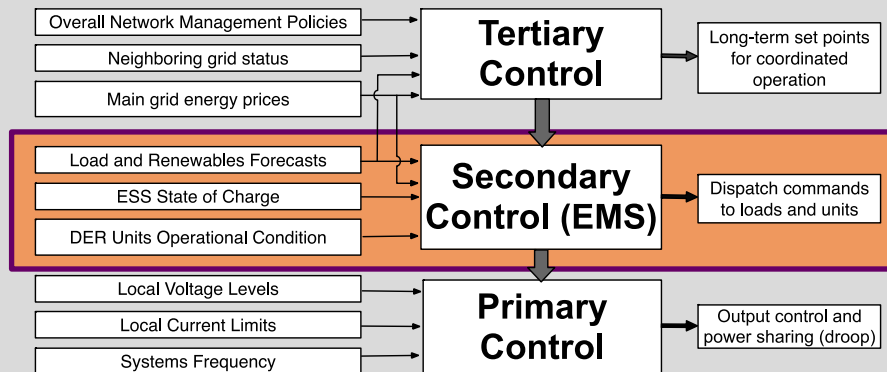 Overall Network Management Policies
Neighboring grid status
Main grid energy prices
Tertiary
Control
Long-term set points
for coordinated
operation
Load and Renewables Forecasts
ESS State of Charge
DER Units Operational Condition
Secondary
Control (EMS)
Dispatch commands
to loads and units
Local Voltage Levels
Local Current Limits
Systems Frequency
Primary
Control
Output control and
power sharing (droop)